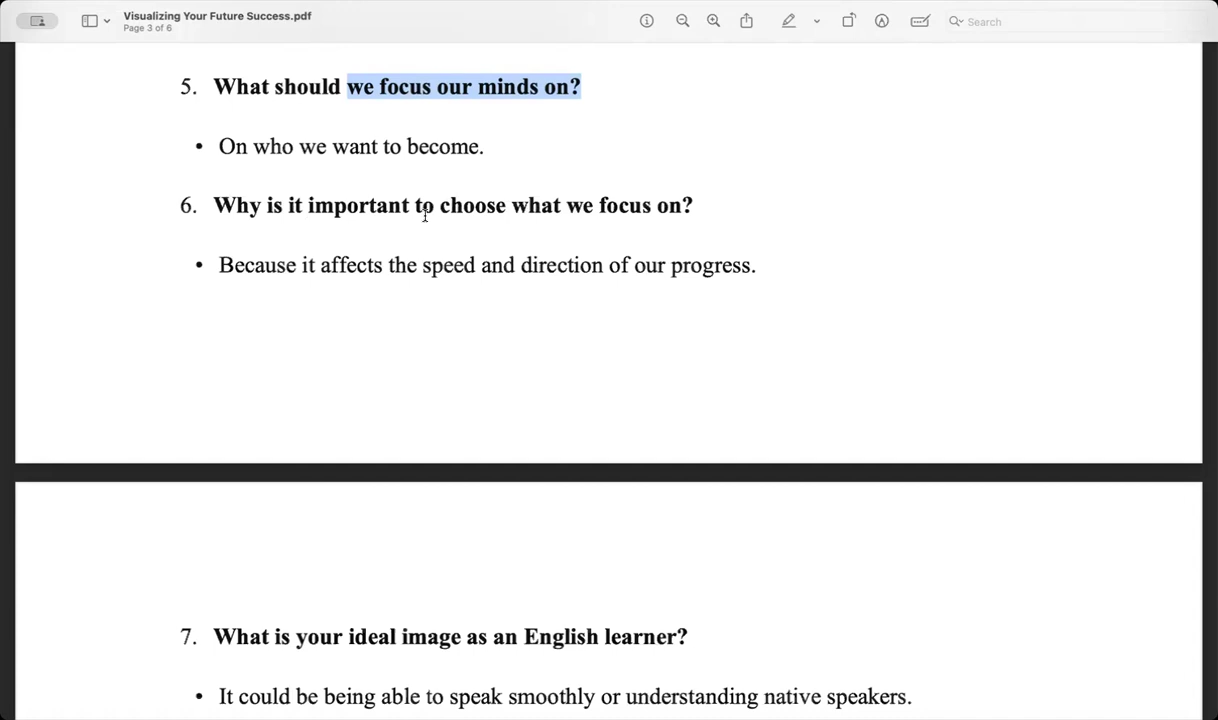 Visualizing Your Future Success.pdf
Page 3 of 6
Search
5. What should we focus our minds on?
• On who we want to become.
6. Why is it important to choose what we focus on?
• Because it affects the speed and direction of our progress.
7. What is your ideal image as an English learner?
• It could be being able to speak smoothly or understanding native speakers.